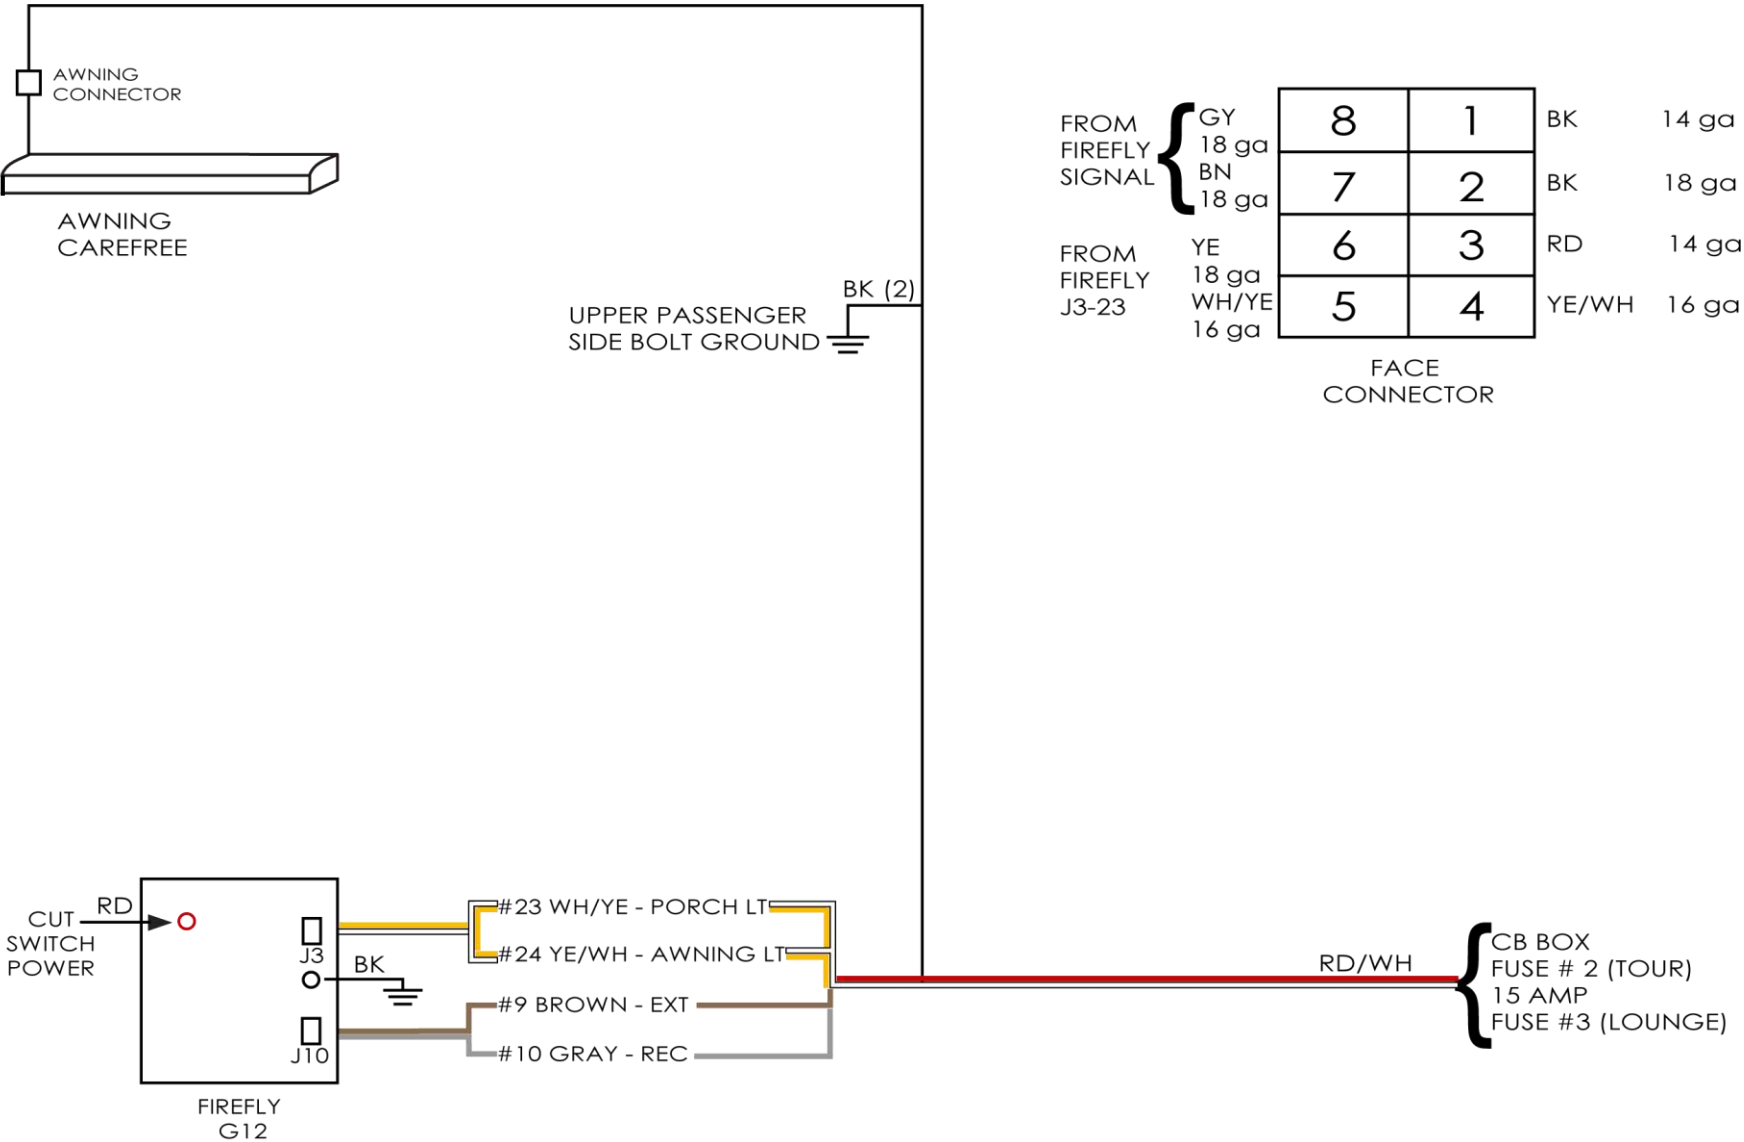 AWNING
CONNECTOR
AWNING
CAREFREE
BK (2)
UPPER PASSENGER
SIDE BOLT GROUND
FROM
FIREFLY
SIGNAL
{
GY
18 ga
BN
18 ga
FROM
FIREFLY
J3-23
YE
18 ga
WH/YE
16 ga
8 1
7 2
6 3
5 4
BK 14 ga
BK 18 ga
RD 14 ga
YE/WH 16 ga
FACE
CONNECTOR
CUT
SWITCH
POWER
RD
J3
BK
J10
FIREFLY
G12
#23 WH/YE - PORCH LT
#24 YE/WH - AWNING LT
#9 BROWN - EXT
#10 GRAY - REC
RD/WH
{
CB BOX
FUSE # 2 (TOUR)
15 AMP
FUSE #3 (LOUNGE)